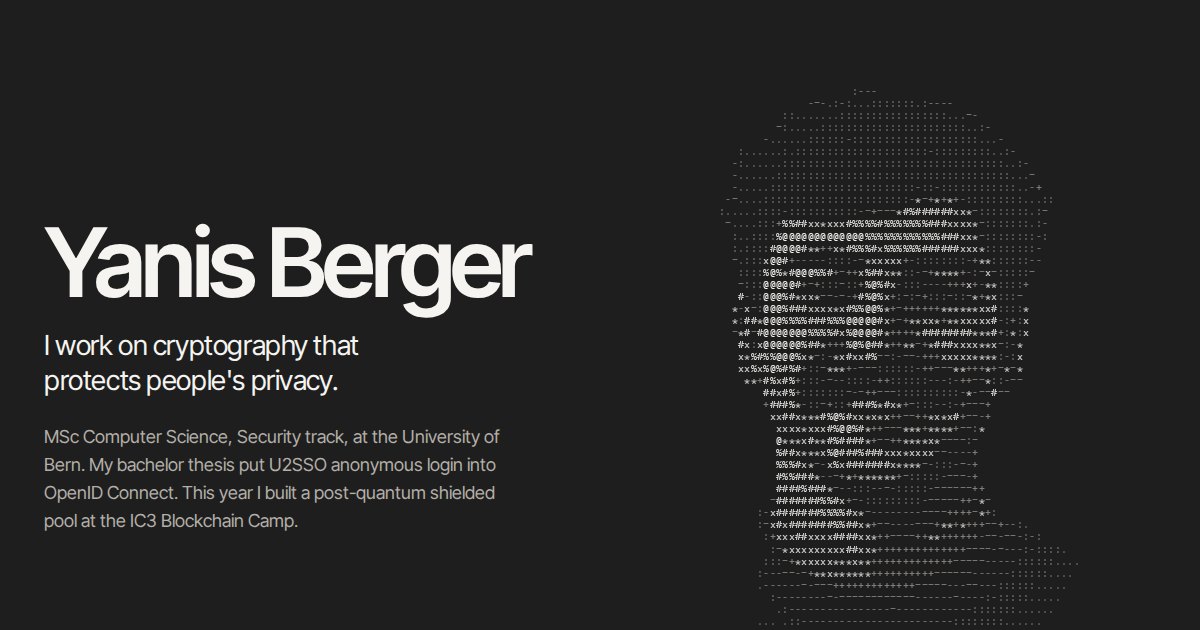 Yanis Berger
I work on cryptography that
protects people's privacy.
MSc Computer Science, Security track, at the University of
Bern. My bachelor thesis put U2SSO anonymous login into
OpenID Connect. This year I built a post-quantum shielded
pool at the IC3 Blockchain Camp.